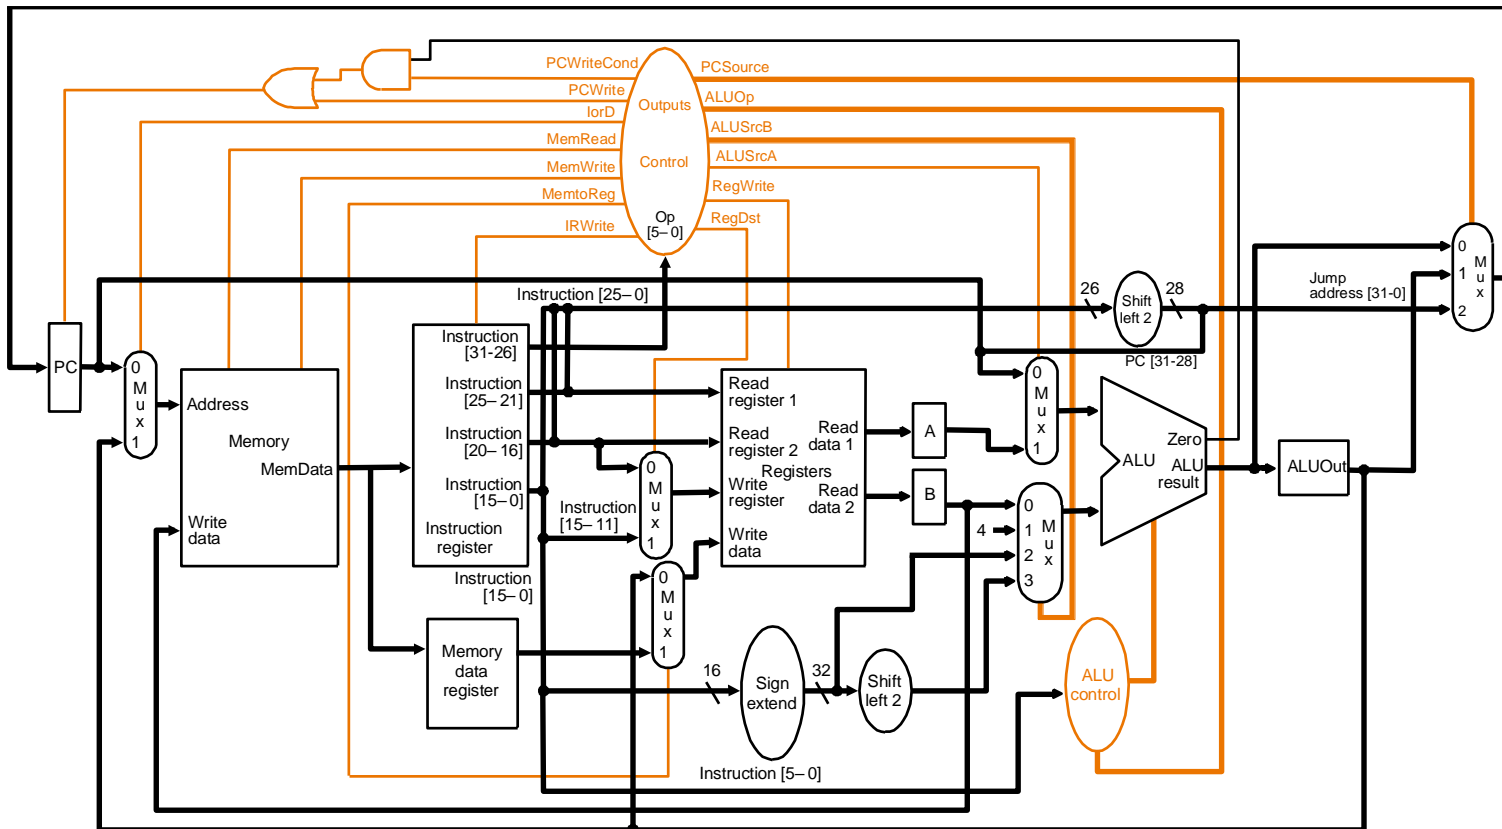 PCWriteCond
PCSource
PCWrite
ALUOp
Outputs
IorD
ALUSrcB
MemRead
ALUSrcA
Control
MemWrite
RegWrite
MemtoReg
RegDst
IRWrite
Op
[5–0]
Instruction [25–0]
26
Shift
left 2
28
Jump
address [31-0]
0
1
2
M
u
x
PC [31-28]
PC
0
M
u
x
1
Address
Memory
MemData
Write
data
Instruction
[31-26]
Instruction
[25–21]
Instruction
[20–16]
Instruction
[15–0]
Instruction
register
Instruction
[15–11]
0
M
u
x
1
Read
register 1
Read
register 2
Registers
Write
register
Write
data
Read
data 1
Read
data 2
A
B
0
M
u
x
1
4
0
1
2
3
M
u
x
Zero
ALU
ALU
result
ALUOut
Instruction
[15–0]
0
M
u
x
1
Memory
data
register
16
Sign
extend
32
Shift
left 2
ALU
control
Instruction [5–0]